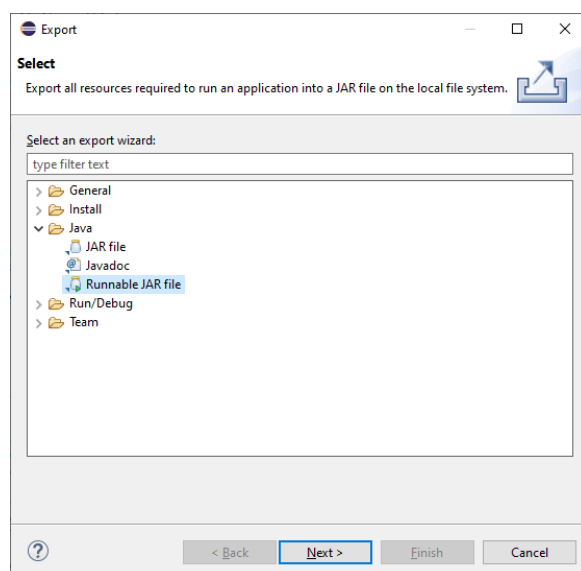 Export
Select
Export all resources required to run an application into a JAR file on the local file system.
Select an export wizard:
type filter text
General
Install
Java
JAR file
Javadoc
Runnable JAR file
Run/Debug
Team
? < Back Next > Finish Cancel